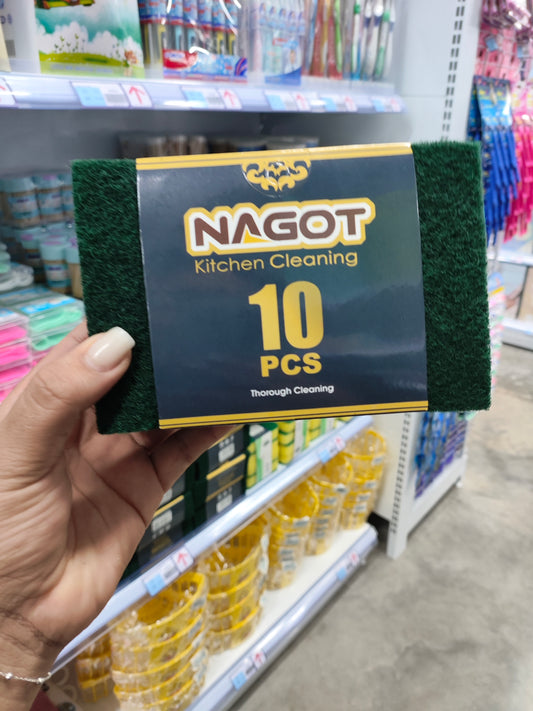 NAGOT
Kitchen Cleaning
10
PCS
Thorough Cleaning